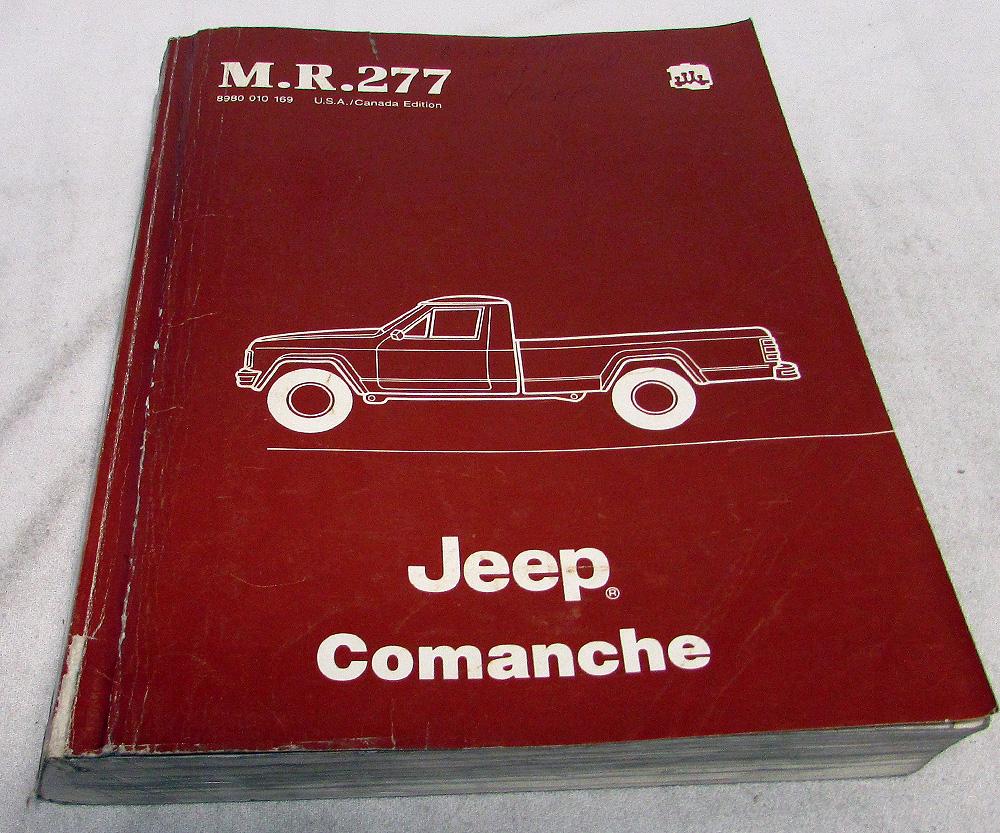 M.R.277
8980 010 169 U.S.A./Canada Edition
Jeep®
Comanche